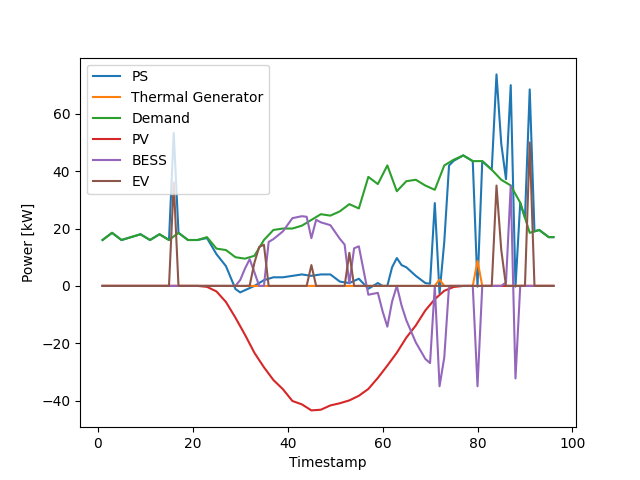 PS
Thermal Generator
Demand
PV
BESS
EV
Power [kW]
60
40
20
0
−20
−40
0
20
40
60
80
100
Timestamp